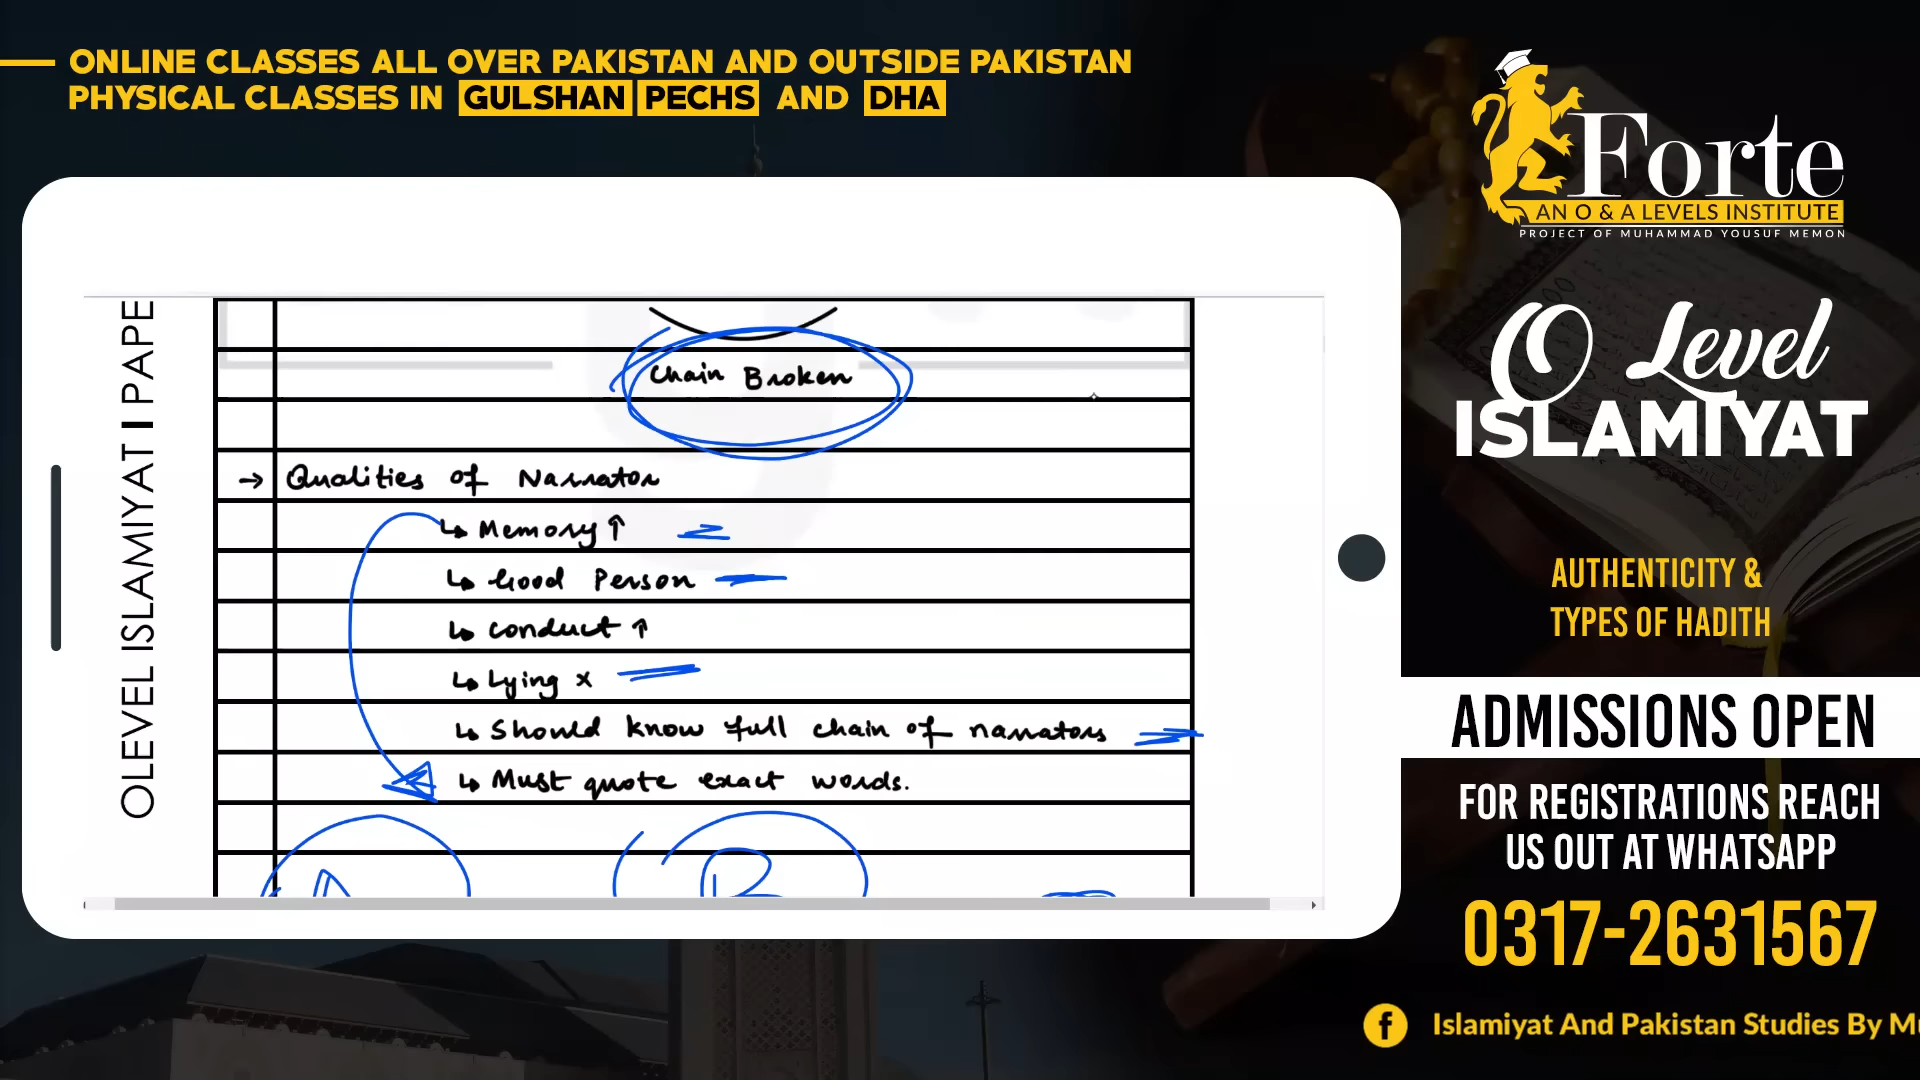 ONLINE CLASSES ALL OVER PAKISTAN AND OUTSIDE PAKISTAN
PHYSICAL CLASSES IN GULSHAN PECHS AND DHA
Forte
AN O & A LEVELS INSTITUTE
PROJECT OF MUHAMMAD YOUSUF MEMON
OLEVEL ISLAMIYAT I PAPE
Chain Broken
→ Qualities of Narrator
↳ Memory ↑
↳ Good Person
↳ Conduct ↑
↳ Lying x
↳ Should know full chain of narrators
↳ Must quote exact words.
A
B
O Level
ISLAMIYAT
AUTHENTICITY &
TYPES OF HADITH
ADMISSIONS OPEN
FOR REGISTRATIONS REACH
US OUT AT WHATSAPP
0317-2631567
f Islamiyat And Pakistan Studies By Mu